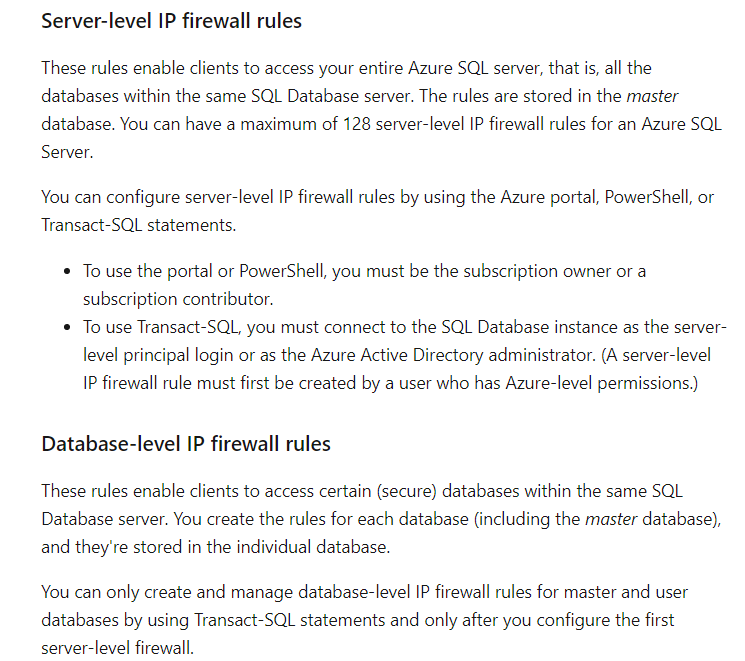 Server-level IP firewall rules
These rules enable clients to access your entire Azure SQL server, that is, all the
databases within the same SQL Database server. The rules are stored in the master
database. You can have a maximum of 128 server-level IP firewall rules for an Azure SQL
Server.
You can configure server-level IP firewall rules by using the Azure portal, PowerShell, or
Transact-SQL statements.
• To use the portal or PowerShell, you must be the subscription owner or a
subscription contributor.
• To use Transact-SQL, you must connect to the SQL Database instance as the server-
level principal login or as the Azure Active Directory administrator. (A server-level
IP firewall rule must first be created by a user who has Azure-level permissions.)
Database-level IP firewall rules
These rules enable clients to access certain (secure) databases within the same SQL
Database server. You create the rules for each database (including the master database),
and they're stored in the individual database.
You can only create and manage database-level IP firewall rules for master and user
databases by using Transact-SQL statements and only after you configure the first
server-level firewall.